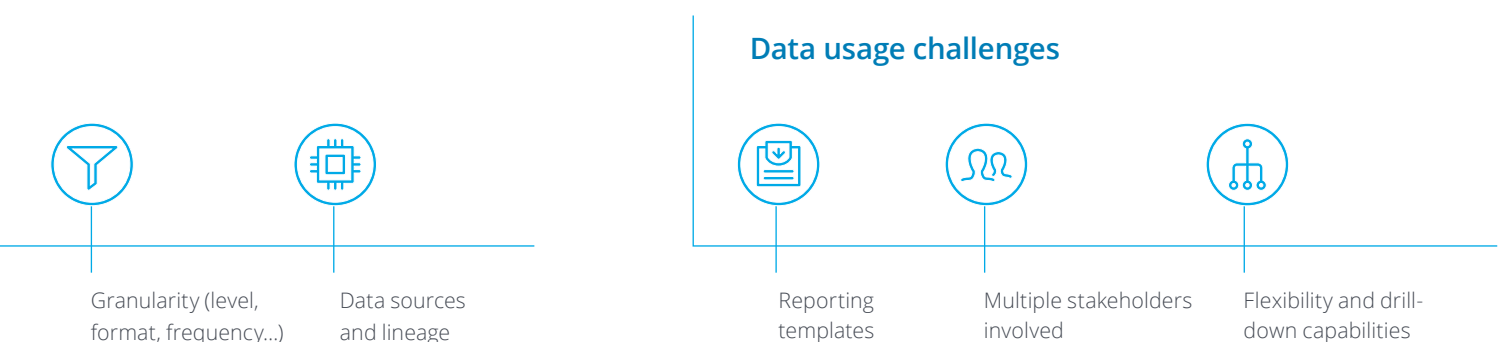 Data usage challenges
Granularity (level,
format, frequency...)
Data sources
and lineage
Reporting
templates
Multiple stakeholders
involved
Flexibility and drill-
down capabilities